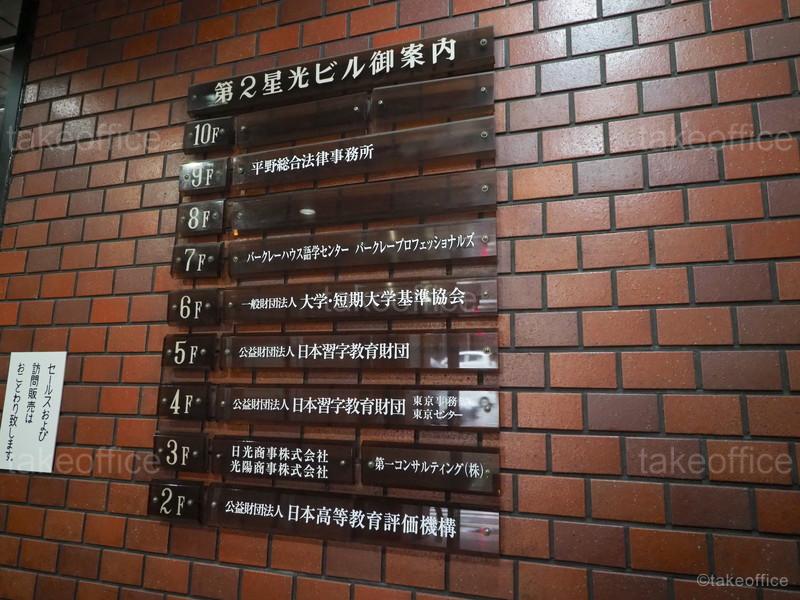 第2星光ビル御案内
10F
9F 平野総合法律事務所
8F
7F バークレーハウス語学センター バークレープロフェッショナルズ
6F 一般財団法人 大学・短期大学基準協会
5F 公益財団法人 日本習字教育財団
4F 公益財団法人 日本習字教育財団 東京事務
東京センター
3F 日光商事株式会社
光陽商事株式会社
第一コンサルティング(株)
2F 公益財団法人 日本高等教育評価機構
セールスおよび
訪問販売は
おことわり致します。
takeoffice
takeoffice
takeoffice
takeoffice
takeoffice
©takeoffice